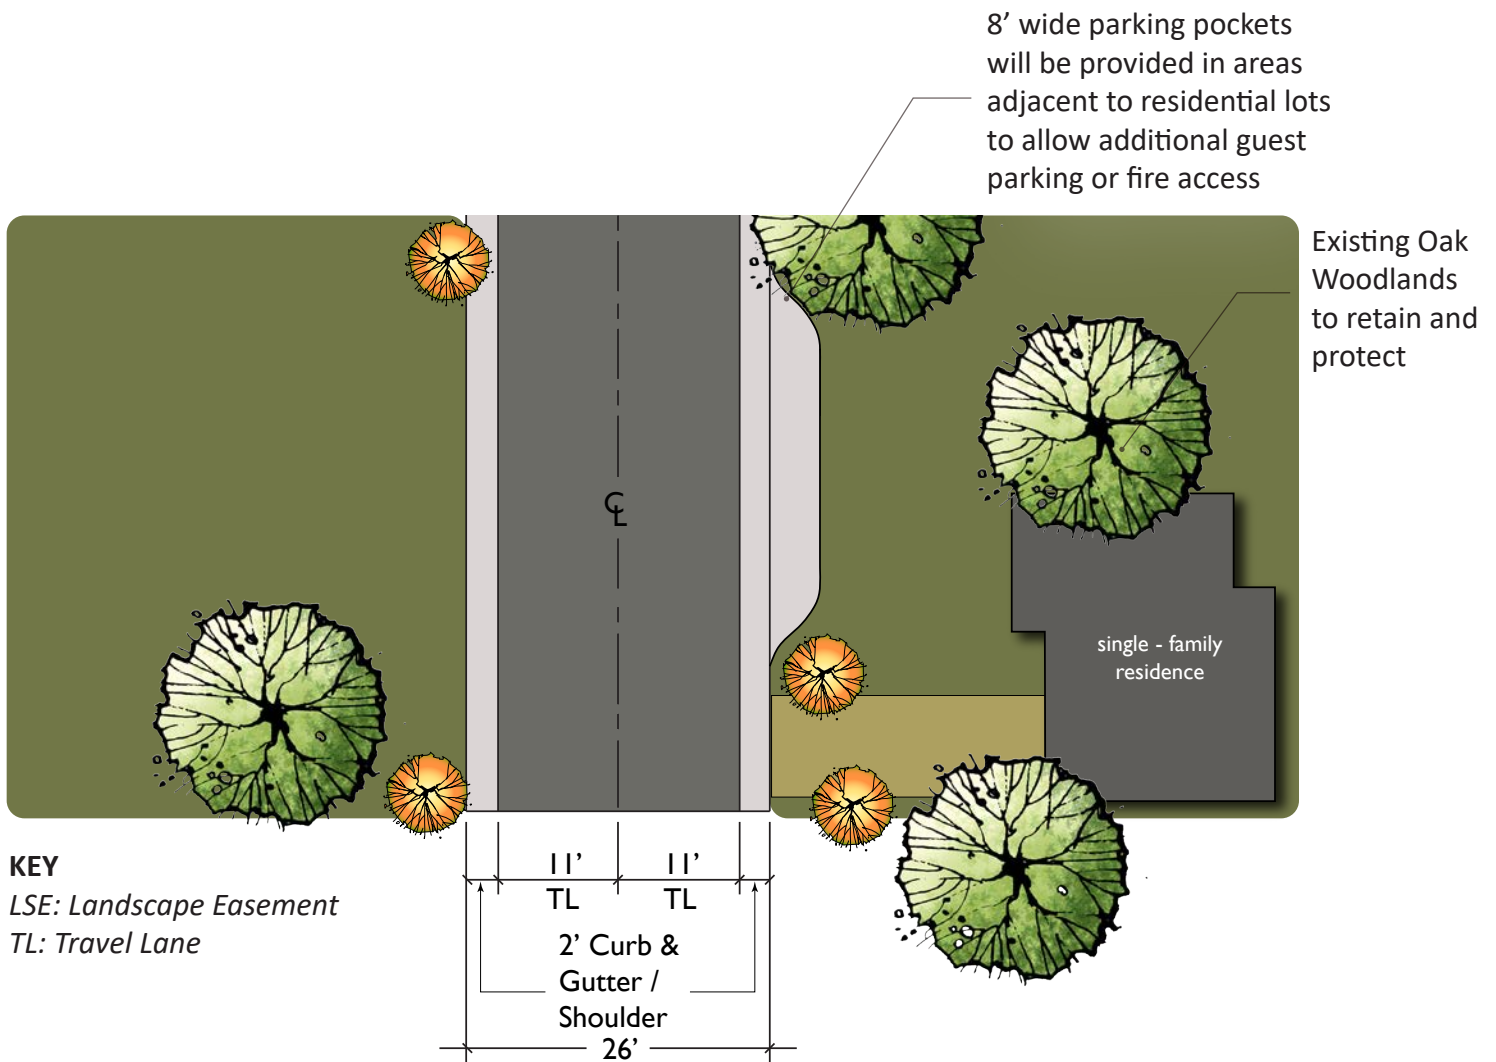 8’ wide parking pockets
will be provided in areas
adjacent to residential lots
to allow additional guest
parking or fire access
Existing Oak
Woodlands
to retain and
protect
℄
single - family
residence
KEY
LSE: Landscape Easement
TL: Travel Lane
11’ 11’
TL TL
2’ Curb &
Gutter /
Shoulder
26’